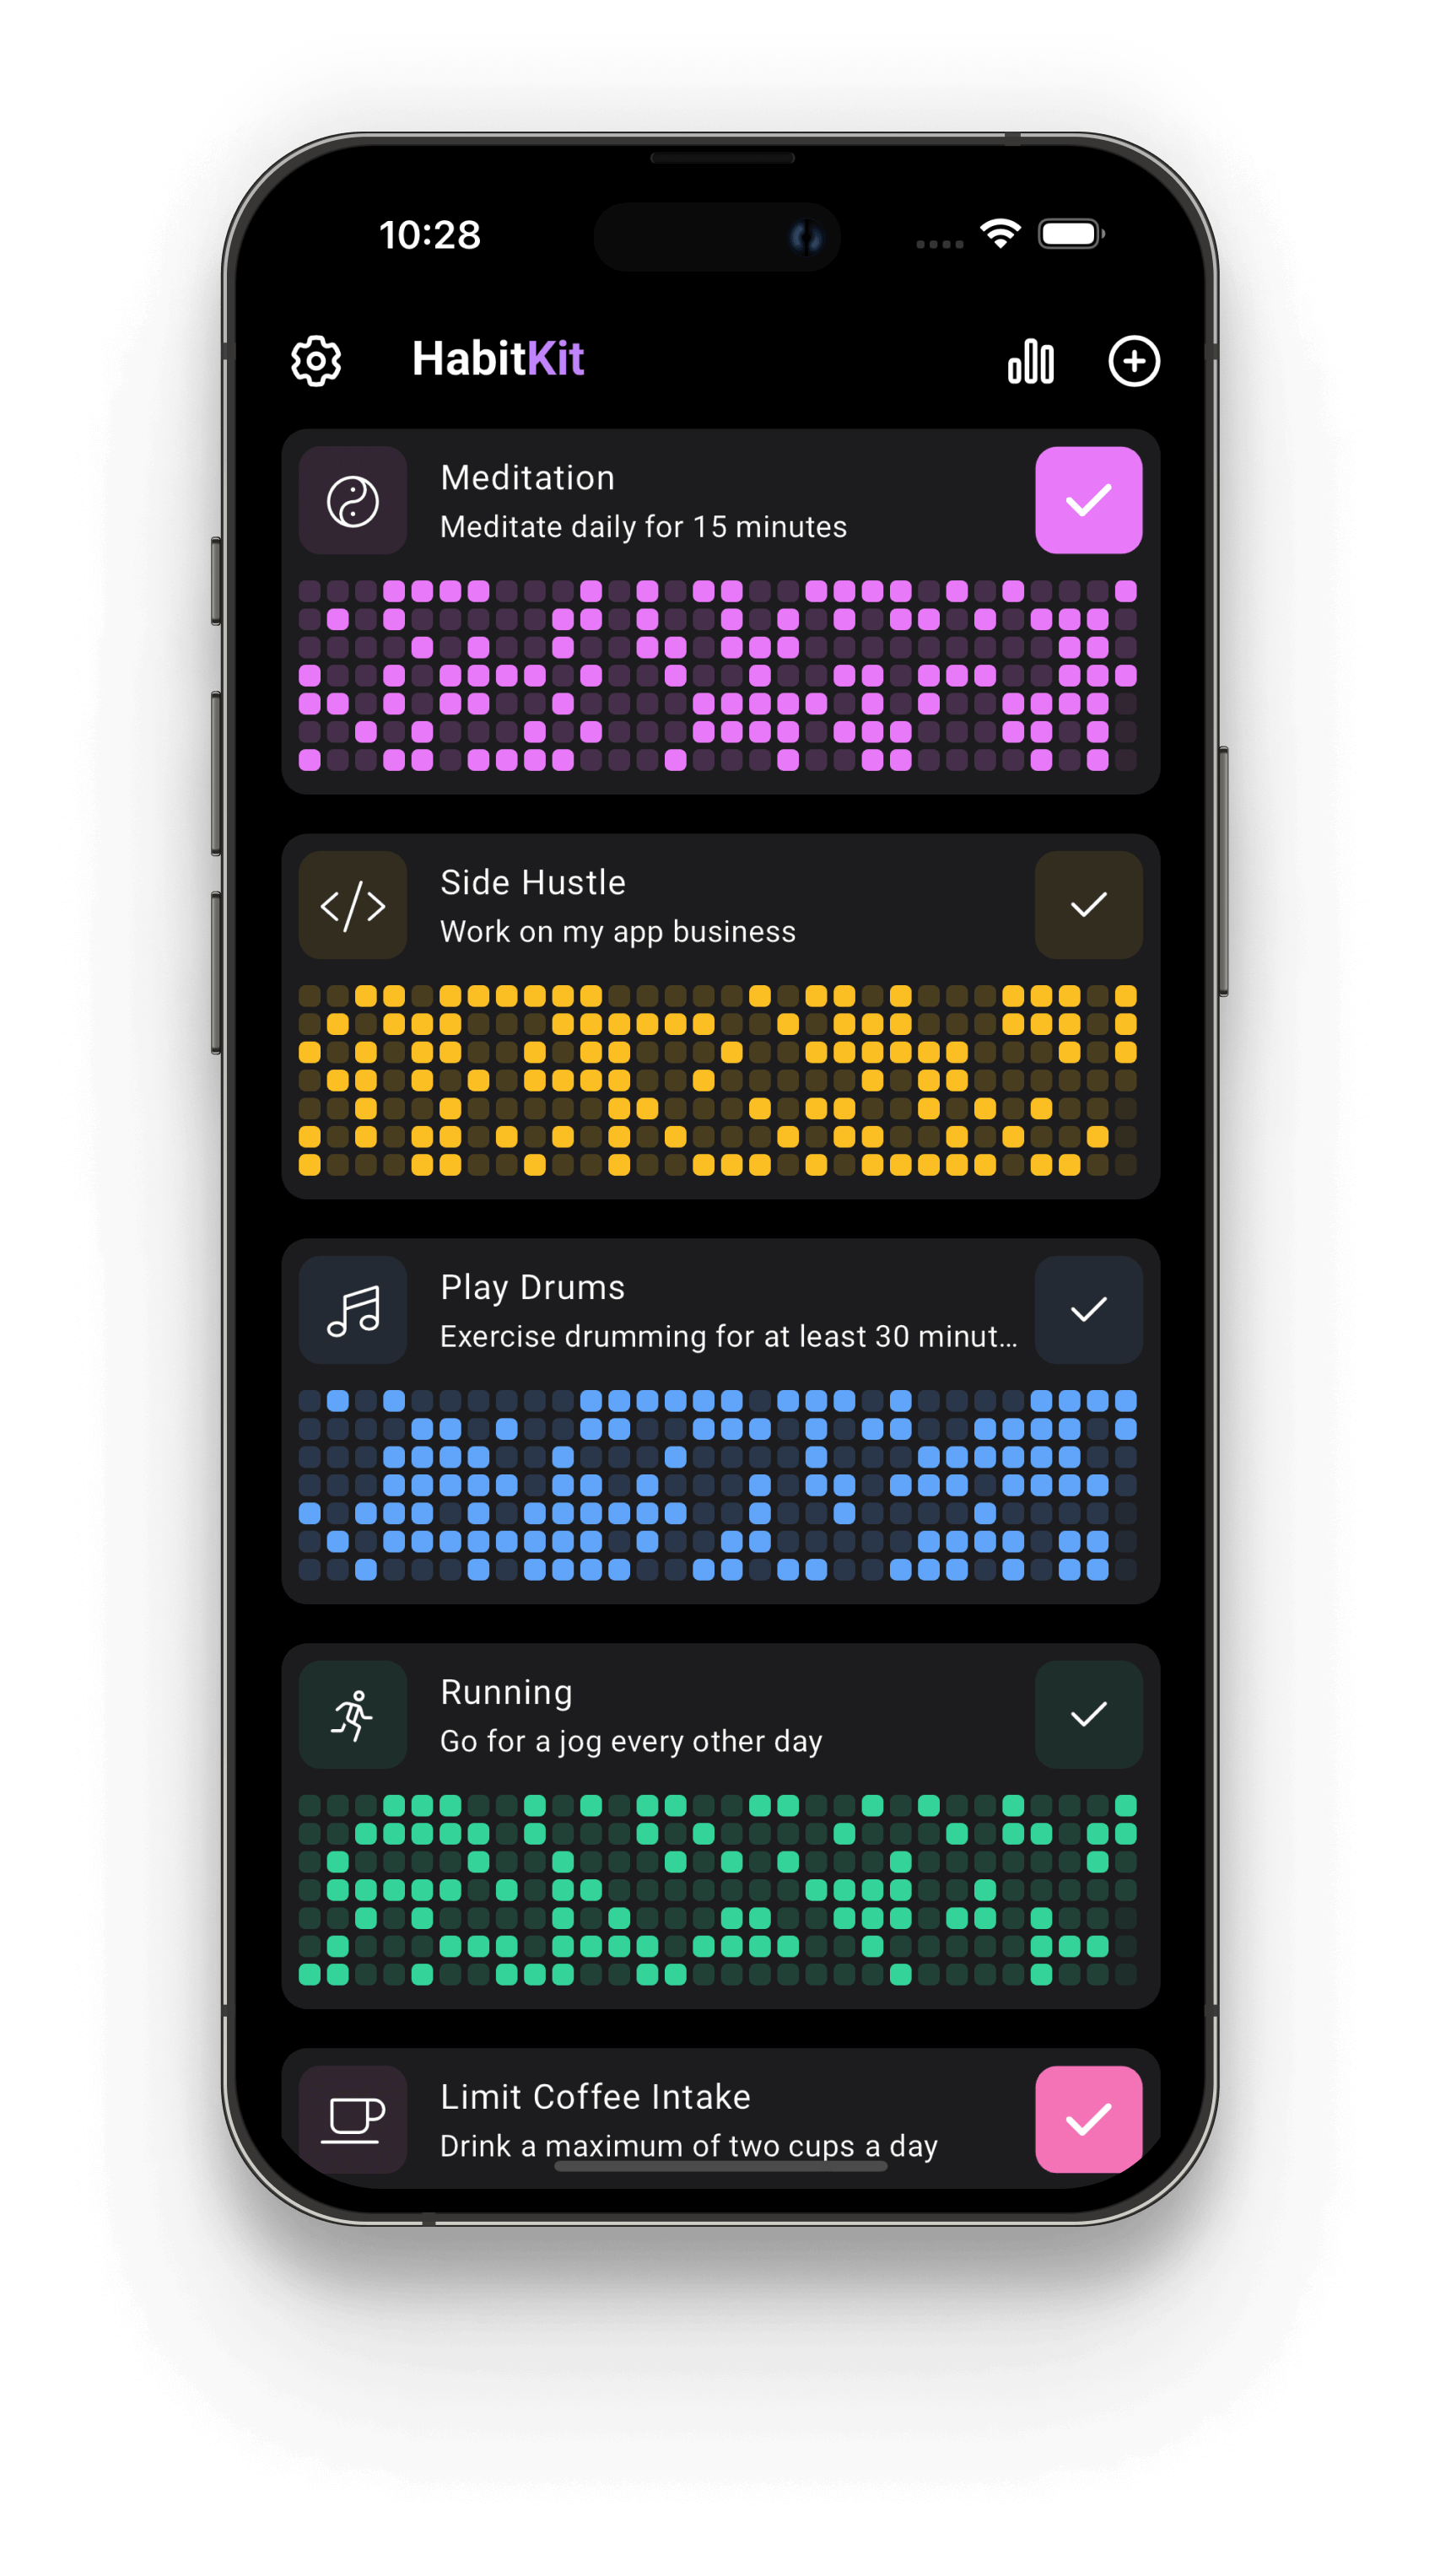 10:28
HabitKit
Meditation
Meditate daily for 15 minutes
Side Hustle
Work on my app business
Play Drums
Exercise drumming for at least 30 minut...
Running
Go for a jog every other day
Limit Coffee Intake
Drink a maximum of two cups a day